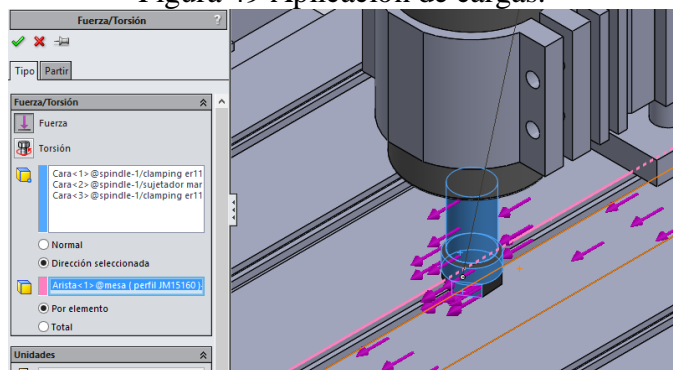 Figura 49 Aplicación de cargas.
Fuerza/Torsión
?
Tipo
Partir
Fuerza/Torsión
Fuerza
Torsión
Cara<1>@spindle-1/clamping er11
Cara<2>@spindle-1/sujetador mar
Cara<3>@spindle-1/clamping er11
Normal
Dirección seleccionada
Arista<1>@mesa ( perfil JM15160 )
Por elemento
Total
Unidades